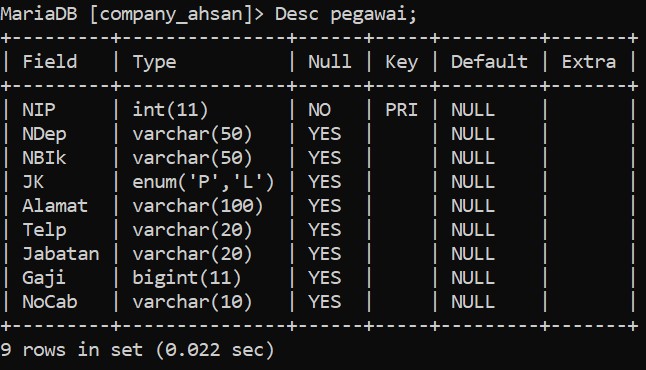 MariaDB [company_ahsan]> Desc pegawai;
+---------+---------------+------+-----+---------+-------+
| Field   | Type          | Null | Key | Default | Extra |
+---------+---------------+------+-----+---------+-------+
| NIP     | int(11)       | NO   | PRI | NULL    |       |
| NDep    | varchar(50)   | YES  |     | NULL    |       |
| NBIk    | varchar(50)   | YES  |     | NULL    |       |
| JK      | enum('P','L') | YES  |     | NULL    |       |
| Alamat  | varchar(100)  | YES  |     | NULL    |       |
| Telp    | varchar(20)   | YES  |     | NULL    |       |
| Jabatan | varchar(20)   | YES  |     | NULL    |       |
| Gaji    | bigint(11)    | YES  |     | NULL    |       |
| NoCab   | varchar(10)   | YES  |     | NULL    |       |
+---------+---------------+------+-----+---------+-------+
9 rows in set (0.022 sec)